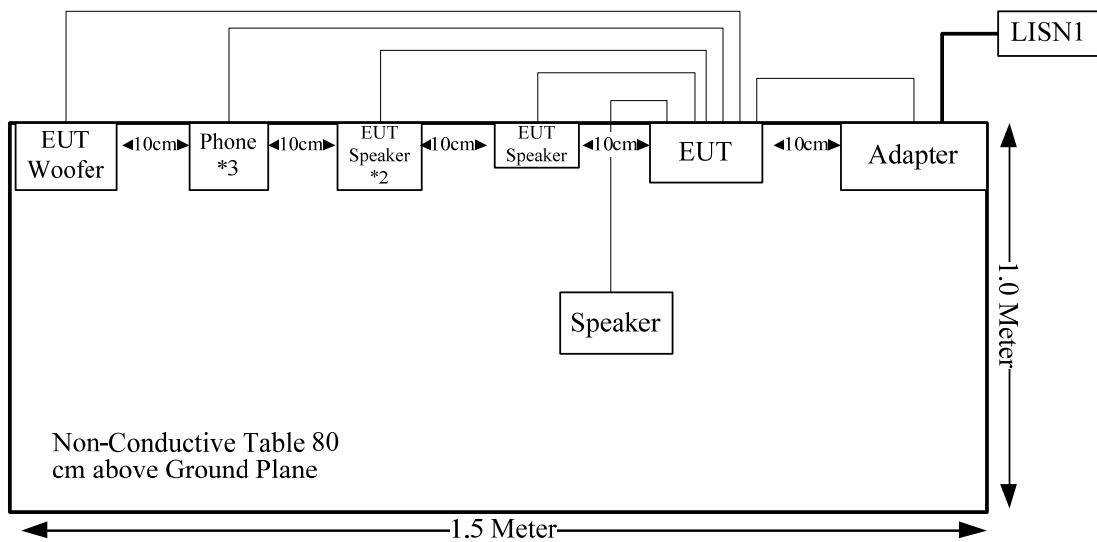 LISN1
EUT
Woofer
10cm
Phone
*3
10cm
EUT
Speaker
*2
10cm
EUT
Speaker
10cm
EUT
10cm
Adapter
Speaker
1.0 Meter
Non-Conductive Table 80
cm above Ground Plane
1.5 Meter